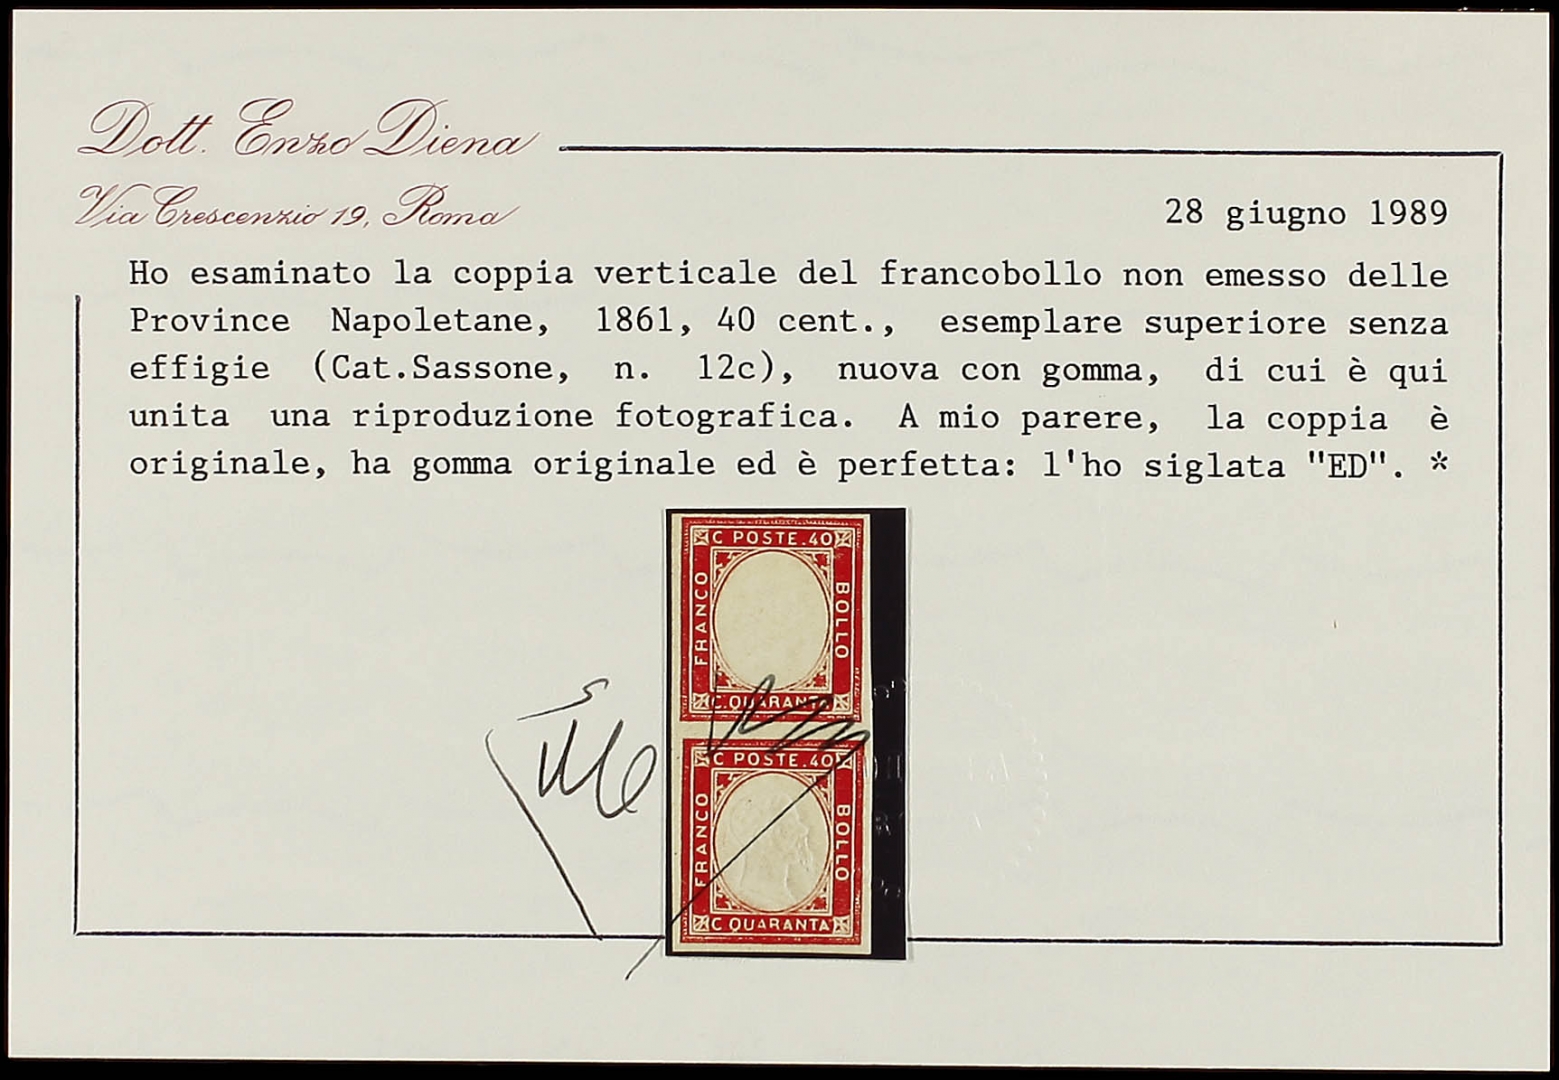 Dott. Enzo Diena
Via Crescenzio 19, Roma
28 giugno 1989
Ho esaminato la coppia verticale del francobollo non emesso delle
Province Napoletane, 1861, 40 cent., esemplare superiore senza
effigie (Cat.Sassone, n. 12c), nuova con gomma, di cui è qui
unita una riproduzione fotografica. A mio parere, la coppia è
originale, ha gomma originale ed è perfetta: l'ho siglata "ED". *
C POSTE.40
FRANCO
BOLLO
C.QUARANTA
C POSTE.40
FRANCO
BOLLO
C QUARANTA